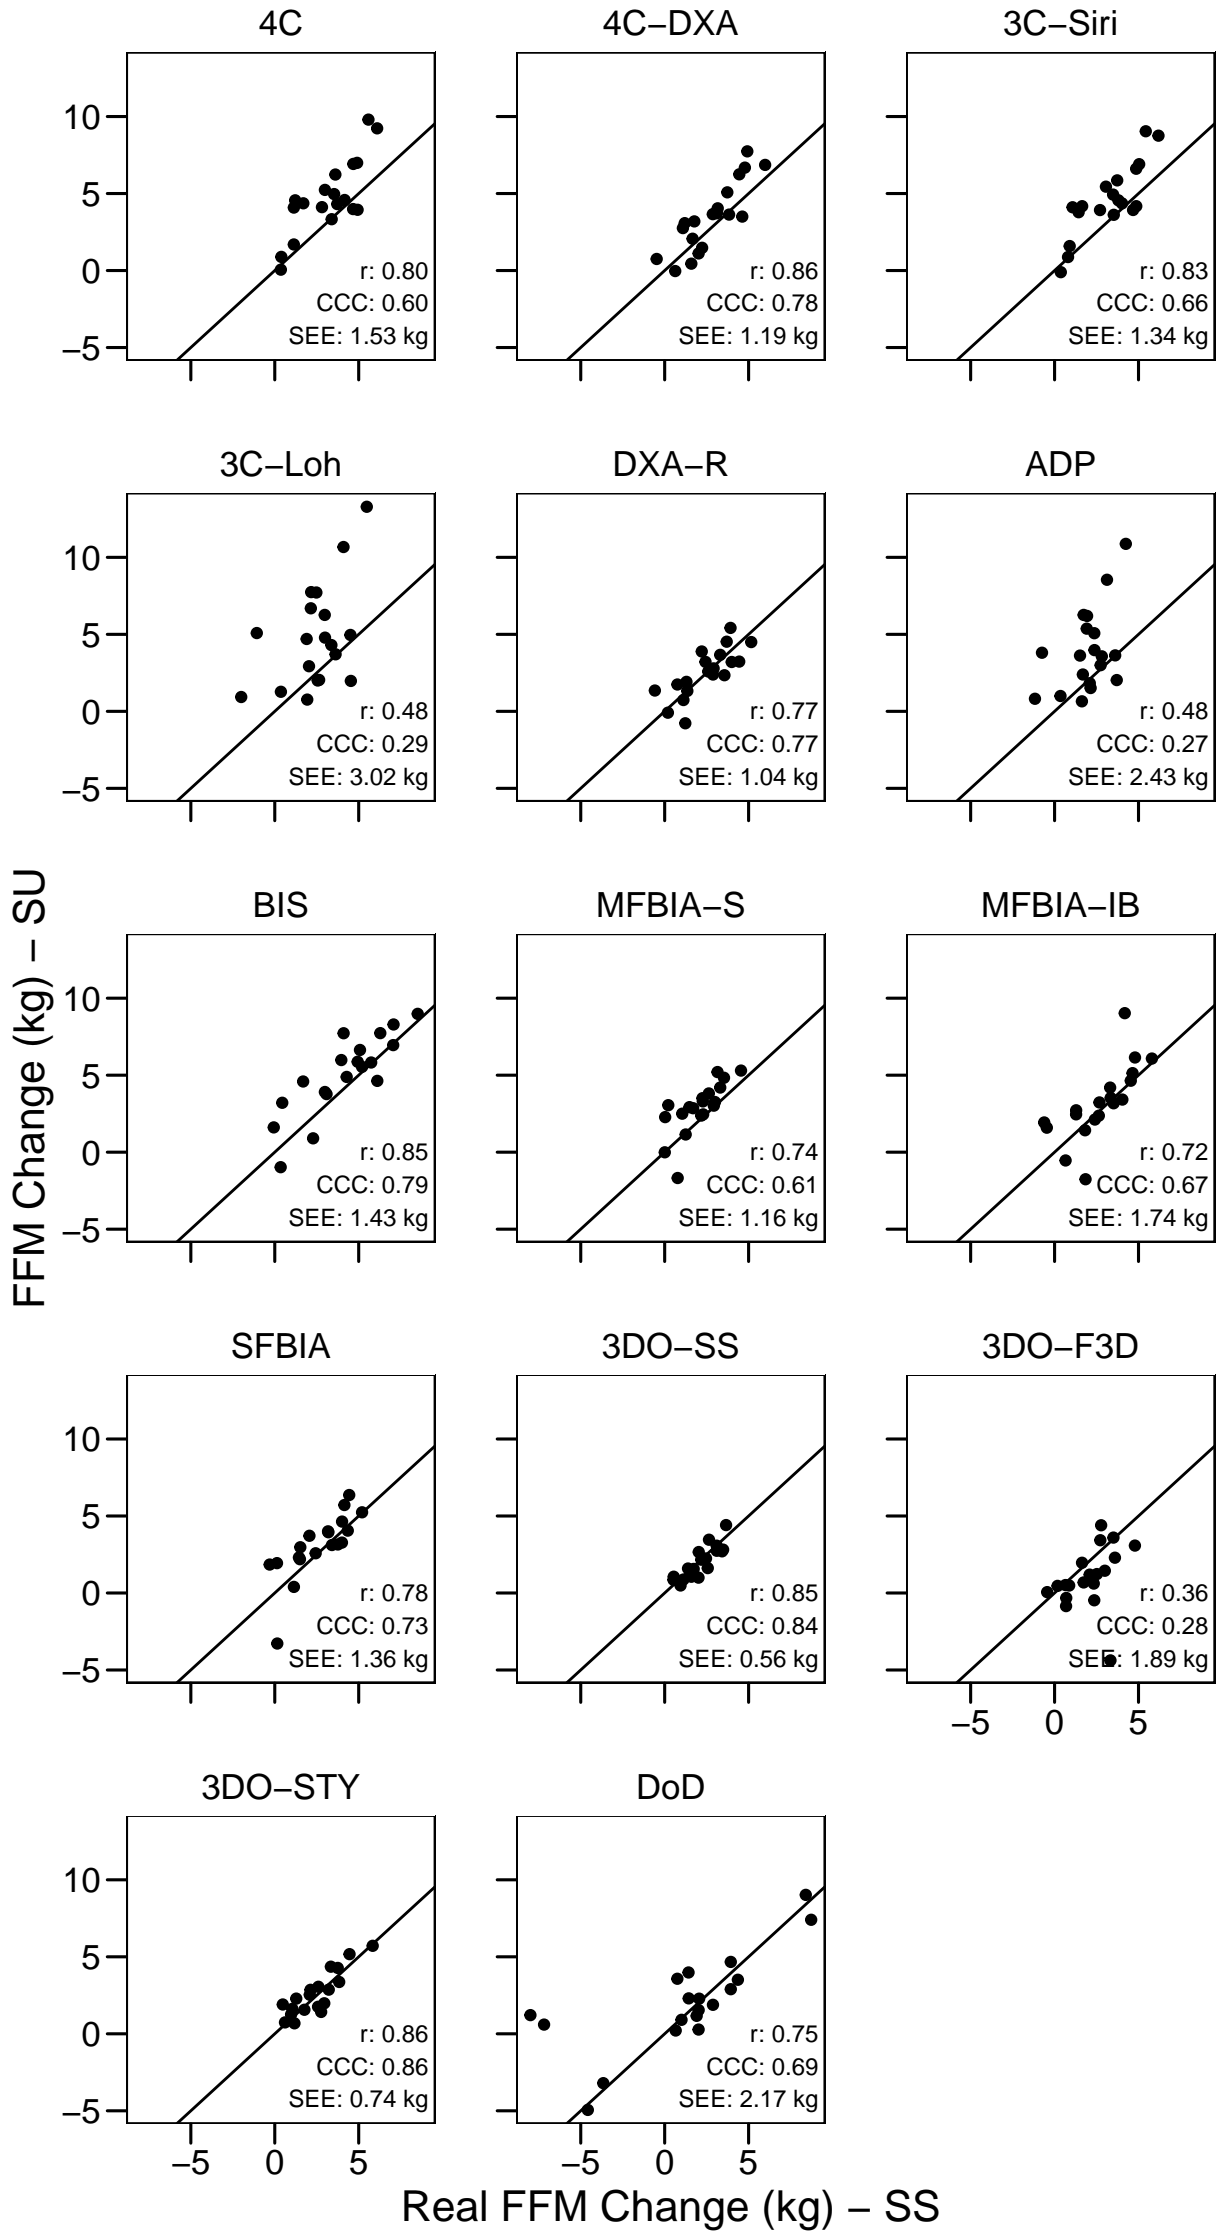 4C
4C−DXA
3C−Siri
10
5
0
−5
r: 0.80
CCC: 0.60
SEE: 1.53 kg
r: 0.86
CCC: 0.78
SEE: 1.19 kg
r: 0.83
CCC: 0.66
SEE: 1.34 kg
3C−Loh
DXA−R
ADP
10
5
0
−5
r: 0.48
CCC: 0.29
SEE: 3.02 kg
r: 0.77
CCC: 0.77
SEE: 1.04 kg
r: 0.48
CCC: 0.27
SEE: 2.43 kg
FFM Change (kg) − SU
BIS
MFBIA−S
MFBIA−IB
10
5
0
−5
r: 0.85
CCC: 0.79
SEE: 1.43 kg
r: 0.74
CCC: 0.61
SEE: 1.16 kg
r: 0.72
CCC: 0.67
SEE: 1.74 kg
SFBIA
3DO−SS
3DO−F3D
10
5
0
−5
r: 0.78
CCC: 0.73
SEE: 1.36 kg
r: 0.85
CCC: 0.84
SEE: 0.56 kg
r: 0.36
CCC: 0.28
SEE: 1.89 kg
−5 0 5
3DO−STY
DoD
10
5
0
−5
r: 0.86
CCC: 0.86
SEE: 0.74 kg
r: 0.75
CCC: 0.69
SEE: 2.17 kg
−5 0 5
−5 0 5
Real FFM Change (kg) − SS